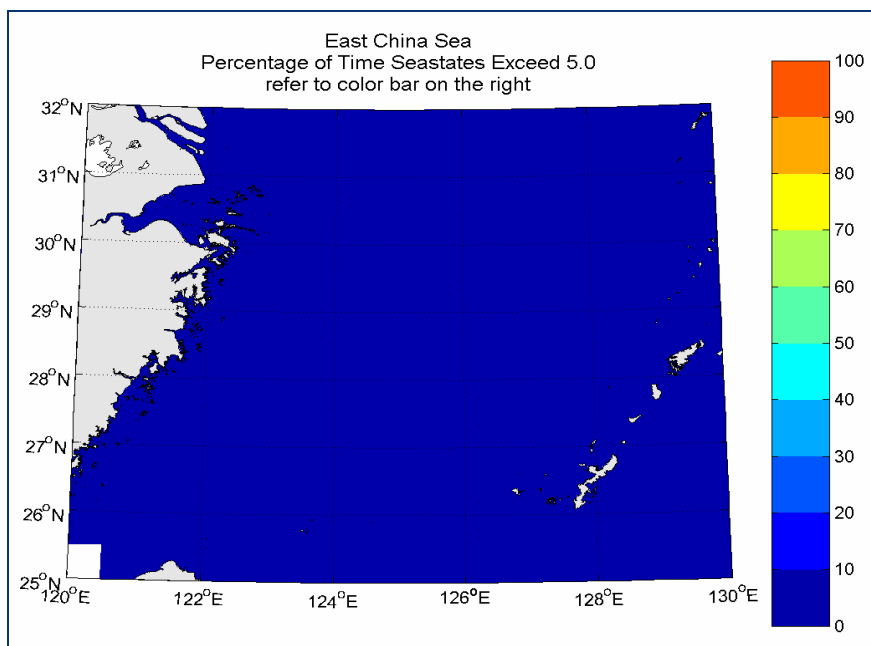 East China Sea
Percentage of Time Seastates Exceed 5.0
refer to color bar on the right
32°N
31°N
30°N
29°N
28°N
27°N
26°N
25°N
120°E
122°E
124°E
126°E
128°E
130°E
100
90
80
70
60
50
40
30
20
10
0